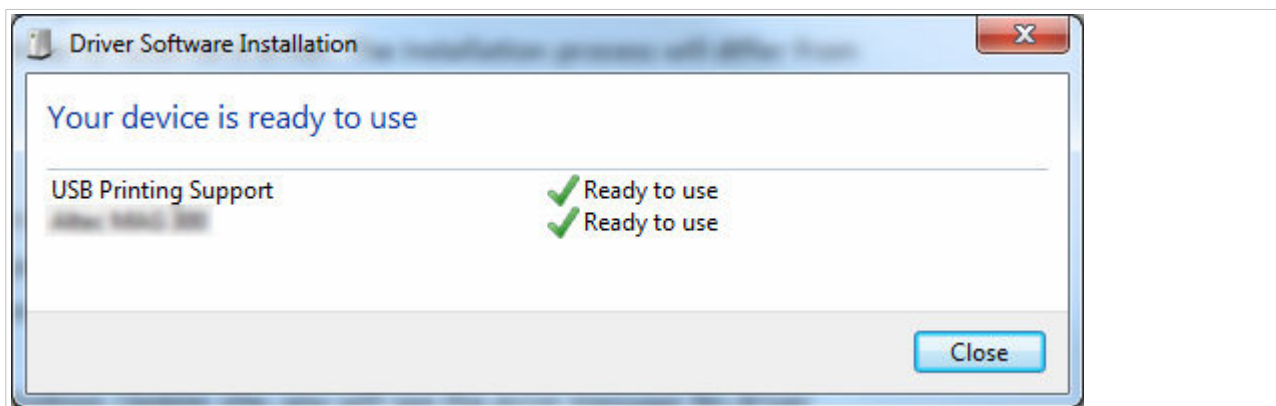 Driver Software Installation
Your device is ready to use
USB Printing Support Ready to use
Ready to use
Close